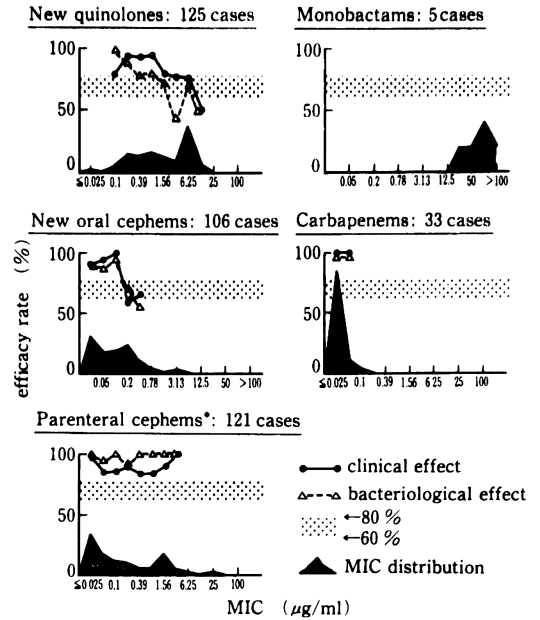 New quinolones: 125 cases
100
50
0
≤0.025 0.1 0.39 1.56 6.25 25 100
Monobactams: 5 cases
0.05 0.2 0.78 3.13 12.5 50 >100
New oral cephems: 106 cases
100
50
0
0.05 0.2 0.78 3.13 12.5 50 >100
Carbapenems: 33 cases
100
50
0
≤0.025 0.1 0.39 1.56 6.25 25 100
efficacy rate (%)
Parenteral cephems*: 121 cases
100
50
0
≤0.025 0.1 0.39 1.56 6.25 25 100
MIC (μg/ml)
clinical effect
bacteriological effect
←80 %
←60 %
MIC distribution
100
50
0